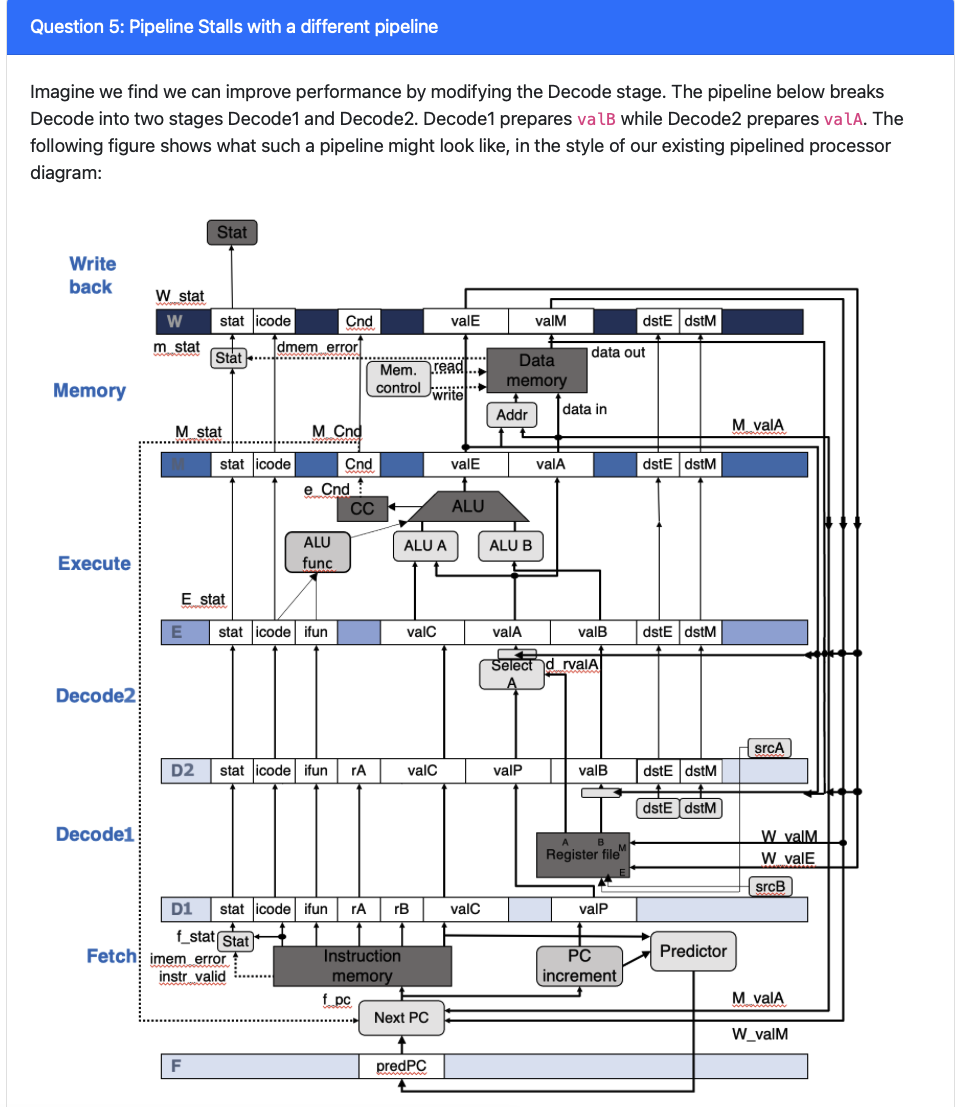 Question 5: Pipeline Stalls with a different pipeline
Imagine we find we can improve performance by modifying the Decode stage. The pipeline below breaks
Decode into two stages Decode1 and Decode2. Decode1 prepares valB while Decode2 prepares valA. The
following figure shows what such a pipeline might look like, in the style of our existing pipelined processor
diagram:
Stat
Write
back
W_stat
W stat icode Cnd valE valM dstE dstM
m_stat
Stat
dmem_error
data out
Mem.
control
read
write
Data
memory
Memory
Addr
data in
M_valA
M_stat
M_Cnd
M stat icode Cnd valE valA dstE dstM
e_Cnd
CC
ALU
ALU
func
ALU A
ALU B
Execute
E_stat
E stat icode ifun valC valA valB dstE dstM
Select
A
d_rvalA
Decode2
srcA
D2 stat icode ifun rA valC valP valB dstE dstM
dstE dstM
Decode1
A B
Register file
M
E
W_valM
W_valE
srcB
D1 stat icode ifun rA rB valC valP
f_stat
Stat
Fetch
imem_error
instr_valid
Instruction
memory
PC
increment
Predictor
f_pc
M_valA
Next PC
W_valM
F predPC